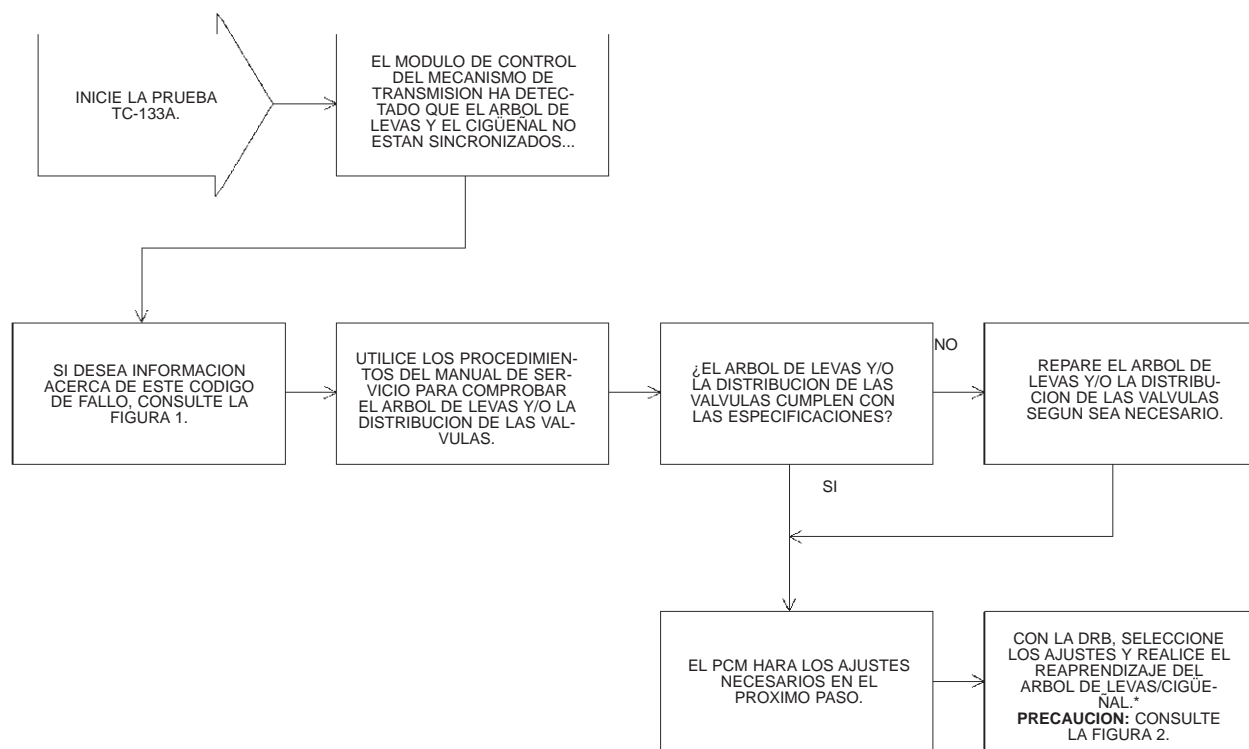 INICIE LA PRUEBA
TC-133A.
EL MODULO DE CONTROL
DEL MECANISMO DE
TRANSMISION HA DETEC-
TADO QUE EL ARBOL DE
LEVAS Y EL CIGÜEÑAL NO
ESTAN SINCRONIZADOS...
SI DESEA INFORMACION
ACERCA DE ESTE CODIGO
DE FALLO, CONSULTE LA
FIGURA 1.
UTILICE LOS PROCEDIMIEN-
TOS DEL MANUAL DE SER-
VICIO PARA COMPROBAR
EL ARBOL DE LEVAS Y/O LA
DISTRIBUCION DE LAS VAL-
VULAS.
¿EL ARBOL DE LEVAS Y/O
LA DISTRIBUCION DE LAS
VALVULAS CUMPLEN CON
LAS ESPECIFICACIONES?
NO
REPARE EL ARBOL DE
LEVAS Y/O LA DISTRIBU-
CION DE LAS VALVULAS
SEGUN SEA NECESARIO.
SI
EL PCM HARA LOS AJUSTES
NECESARIOS EN EL
PROXIMO PASO.
CON LA DRB, SELECCIONE
LOS AJUSTES Y REALICE EL
REAPRENDIZAJE DEL
ARBOL DE LEVAS/CIGÜE-
ÑAL.*
PRECAUCION: CONSULTE
LA FIGURA 2.